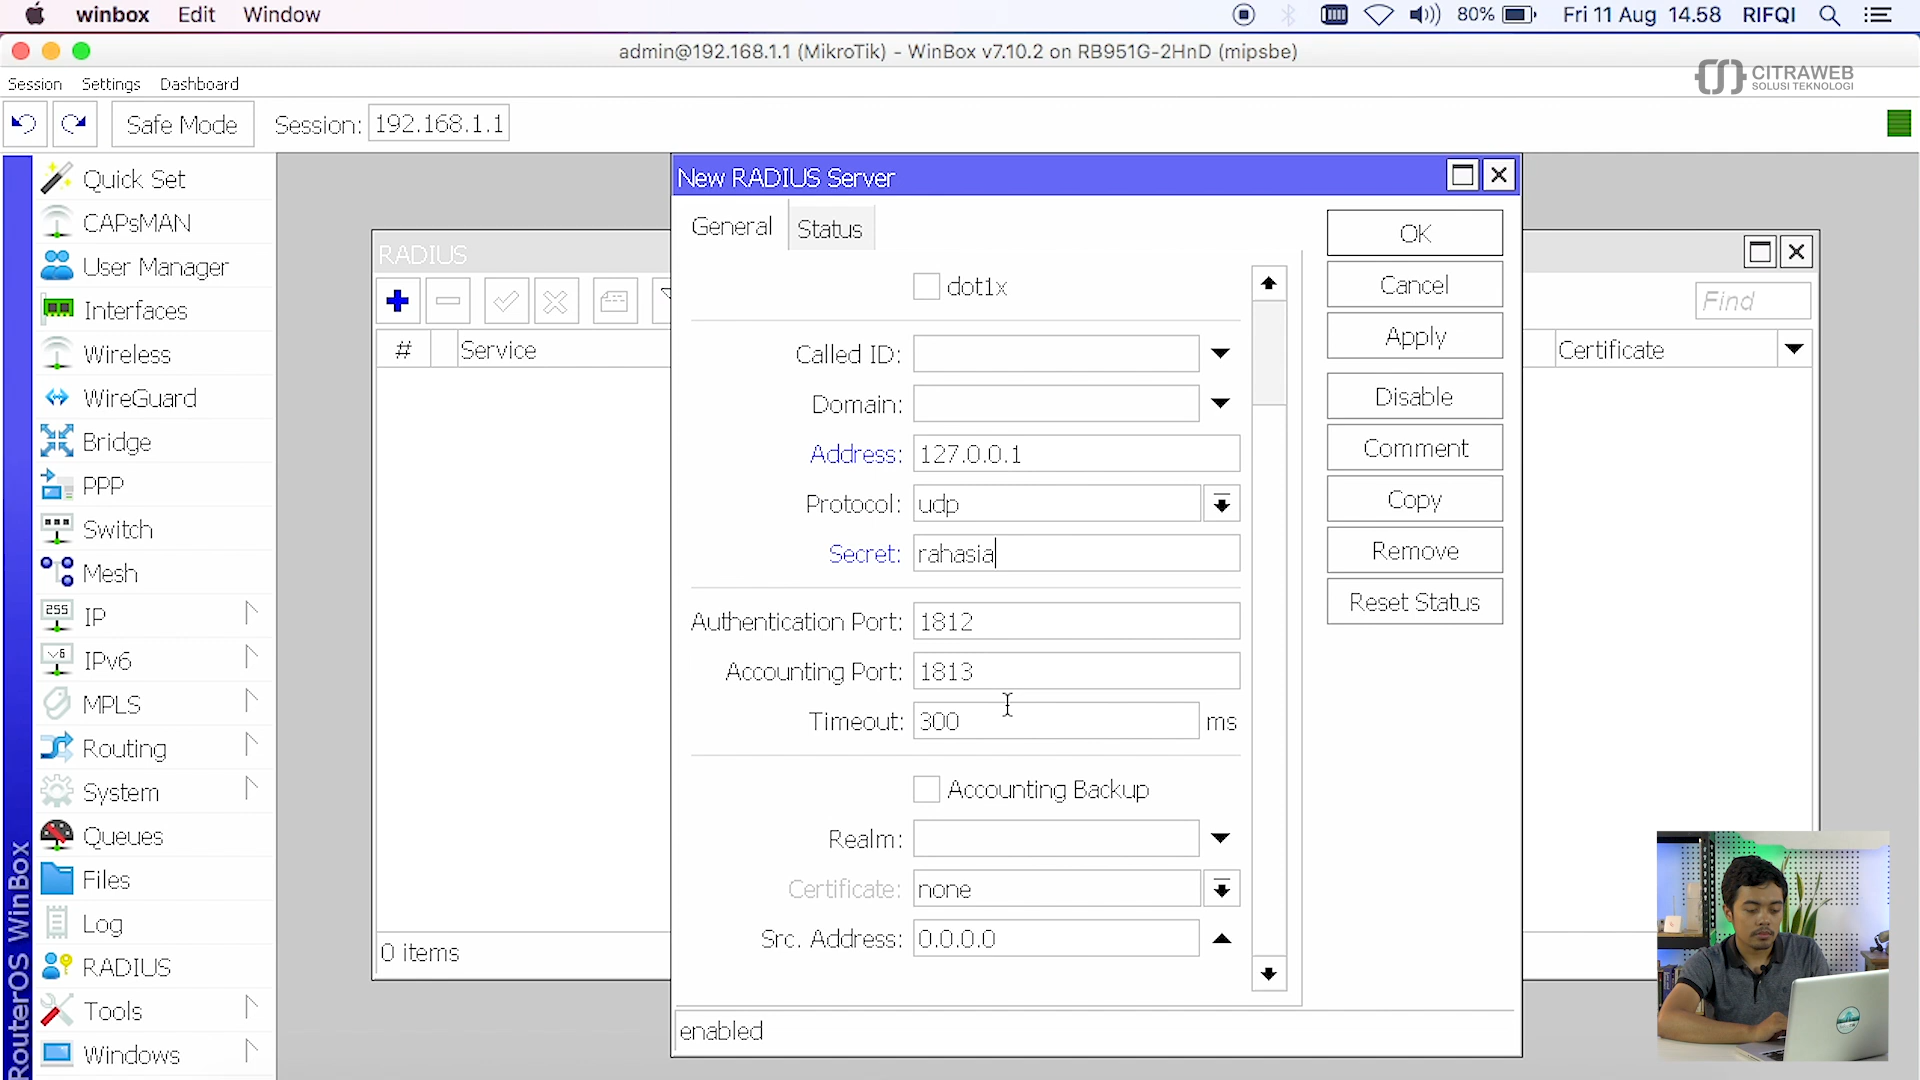 winbox Edit Window 80% Fri 11 Aug 14.58 RIFQI
admin@192.168.1.1 (MikroTik) - WinBox v7.10.2 on RB951G-2HnD (mipsbe)
Session Settings Dashboard
CITRAWEB
SOLUSI TEKNOLOGI
Safe Mode Session: 192.168.1.1
RouterOS WinBox
Quick Set
CAPsMAN
User Manager
Interfaces
Wireless
WireGuard
Bridge
PPP
Switch
Mesh
255 IP
v6 IPv6
MPLS
Routing
System
Queues
Files
Log
RADIUS
Tools
Windows
RADIUS
Find
# Service Certificate
0 items
New RADIUS Server
General Status
dot1x
Called ID:
Domain:
Address: 127.0.0.1
Protocol: udp
Secret: rahasia
Authentication Port: 1812
Accounting Port: 1813
Timeout: 300 ms
Accounting Backup
Realm:
Certificate: none
Src. Address: 0.0.0.0
enabled
OK
Cancel
Apply
Disable
Comment
Copy
Remove
Reset Status